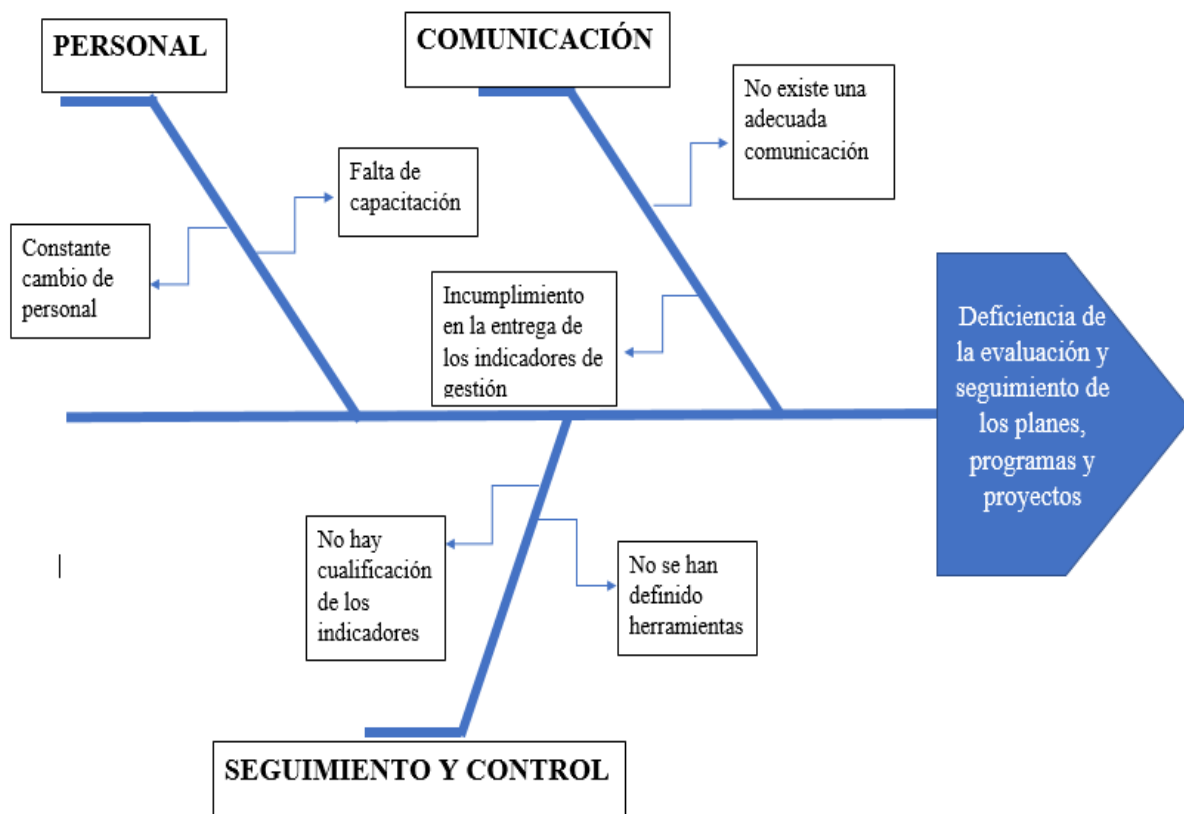 PERSONAL
COMUNICACIÓN
No existe una
adecuada
comunicación
Falta de
capacitación
Constante
cambio de
personal
Incumplimiento
en la entrega de
los indicadores de
gestión
Deficiencia de
la evaluación y
seguimiento de
los planes,
programas y
proyectos
No hay
cualificación
de los
indicadores
No se han
definido
herramientas
SEGUIMIENTO Y CONTROL